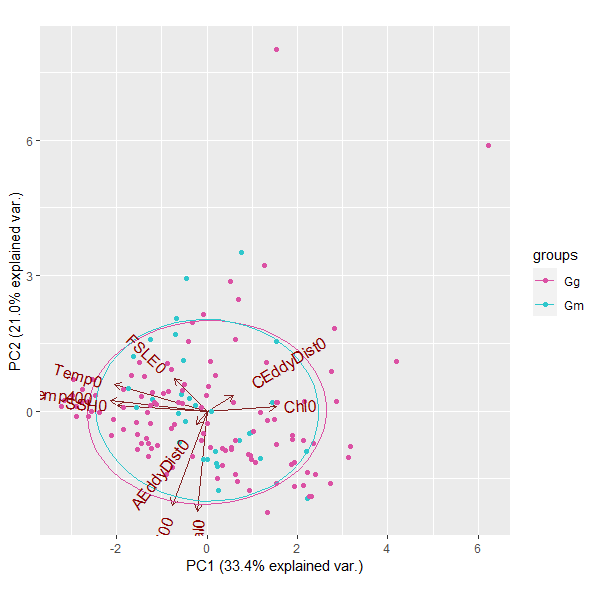 6
3
0
-2
0
2
4
6
PC1 (33.4% explained var.)
PC2 (21.0% explained var.)
FSLE0
CEddyDist0
Temp0
SSH0
Chl0
AEddyDist0
groups
Gg
Gm